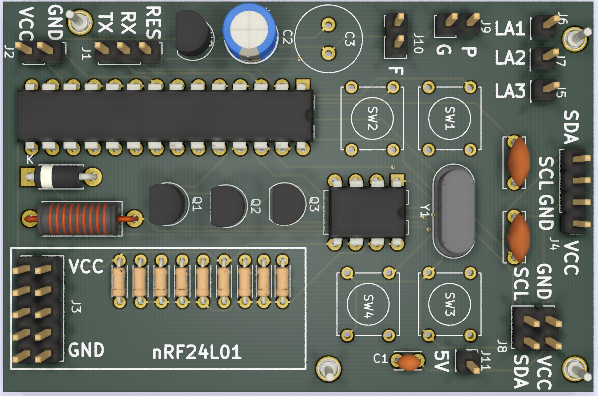 VCC
GND
J2
J1
TX
RX
RES
C2
C3
J10
F
G
P
J9
LA1
J6
LA2
J7
LA3
J5
SW2
SW1
SDA
SCL
GND
VCC
J4
K
Q1
Q2
Q3
Y1
VCC
J3
GND
nRF24L01
SW4
SW3
C1
5V
J11
SCL
GND
J8
SDA
VCC